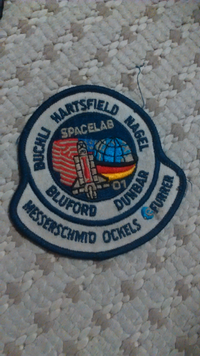 BUCHLI HARTSFIELD NAGEL
SPACELAB
D1
BLUFORD DUNBAR
MESSERSCHMID OCKELS FURRER